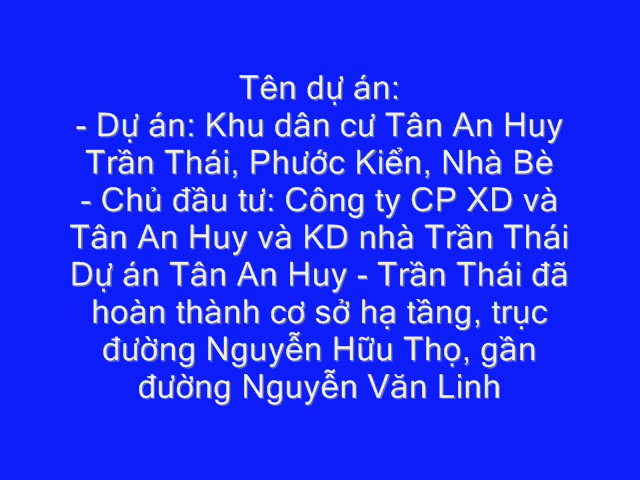 Tên dự án:
- Dự án: Khu dân cư Tân An Huy
Trần Thái, Phước Kiển, Nhà Bè
- Chủ đầu tư: Công ty CP XD và
Tân An Huy và KD nhà Trần Thái
Dự án Tân An Huy - Trần Thái đã
hoàn thành cơ sở hạ tầng, trục
đường Nguyễn Hữu Thọ, gần
đường Nguyễn Văn Linh